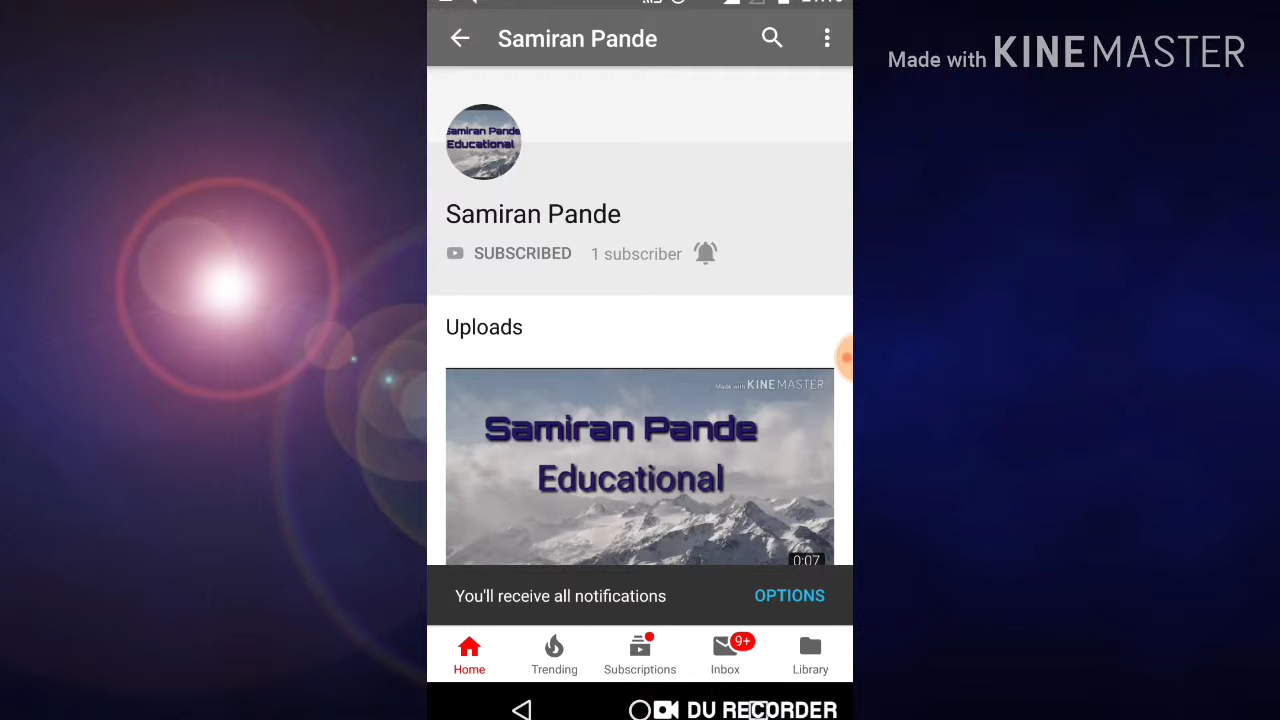 Samiran Pande
Made with KINEMASTER
Samiran Pande
Educational
Samiran Pande
SUBSCRIBED 1 subscriber
Uploads
Made with KINEMASTER
Samiran Pande
Educational
0:07
You'll receive all notifications OPTIONS
9+
Home Trending Subscriptions Inbox Library
DU RECORDER